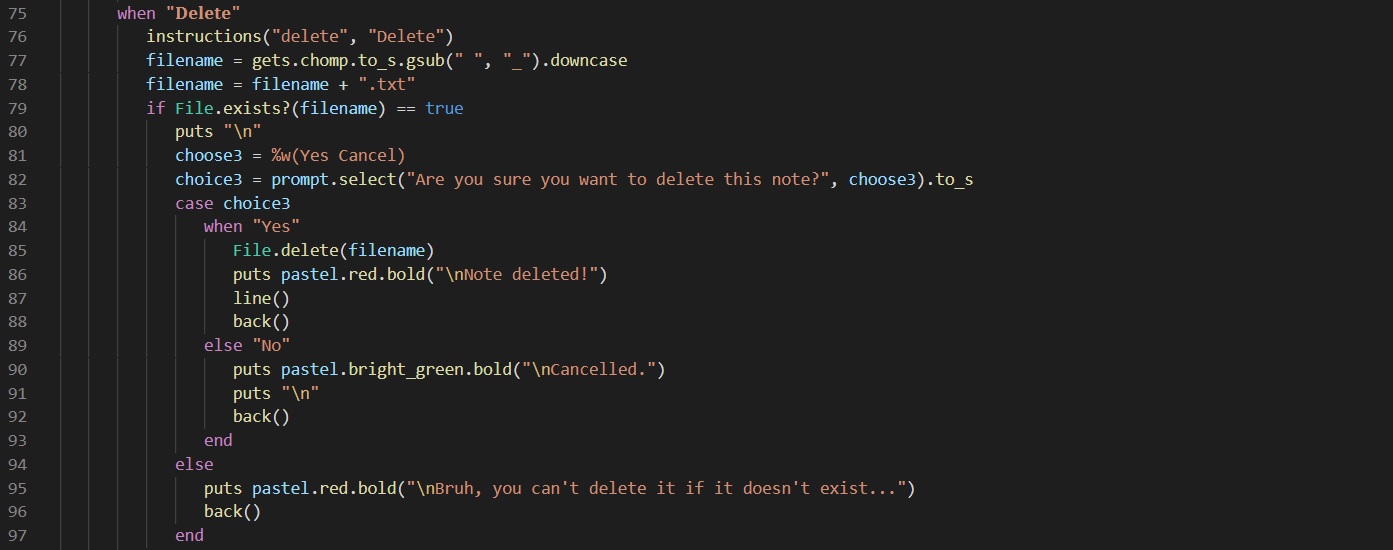 75 when "Delete"
76 instructions("delete", "Delete")
77 filename = gets.chomp.to_s.gsub(" ", "_").downcase
78 filename = filename + ".txt"
79 if File.exists?(filename) == true
80 puts "\n"
81 choose3 = %w(Yes Cancel)
82 choice3 = prompt.select("Are you sure you want to delete this note?", choose3).to_s
83 case choice3
84 when "Yes"
85 File.delete(filename)
86 puts pastel.red.bold("\nNote deleted!")
87 line()
88 back()
89 else "No"
90 puts pastel.bright_green.bold("\nCancelled.")
91 puts "\n"
92 back()
93 end
94 else
95 puts pastel.red.bold("\nBruh, you can't delete it if it doesn't exist...")
96 back()
97 end